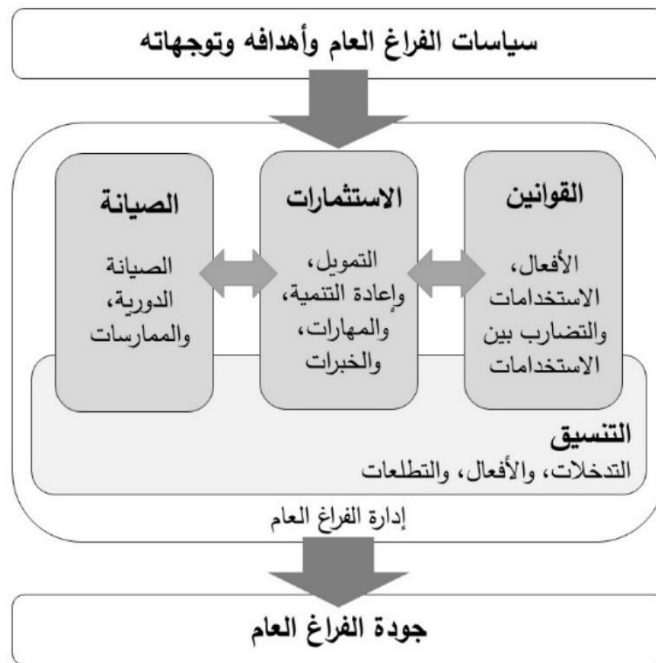 سياسات الفراغ العام وأهدافه وتوجهاته
القوانين
الأفعال،
الاستخدامات
والتضارب بين
الاستخدامات
الاستثمارات
التمويل،
وإعادة التنمية،
والمهارات،
والخبرات
الصيانة
الصيانة
الدورية،
والممارسات
التنسيق
التدخلات، والأفعال، والتطلعات
إدارة الفراغ العام
جودة الفراغ العام